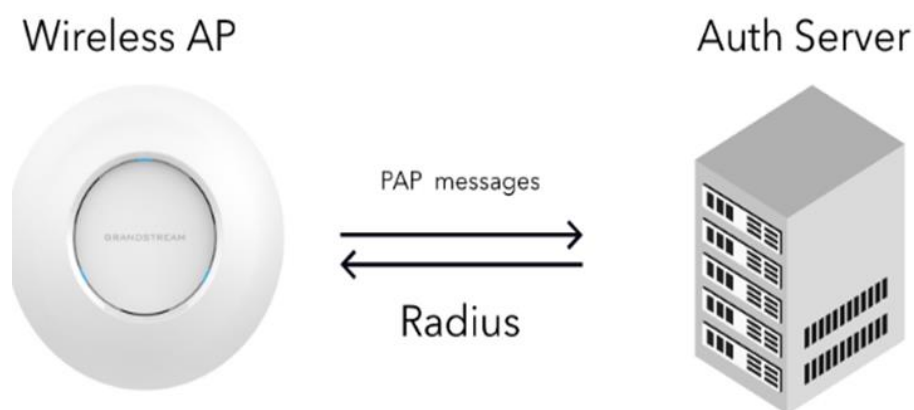 Wireless AP
Auth Server
GRANDSTREAM
PAP messages
Radius